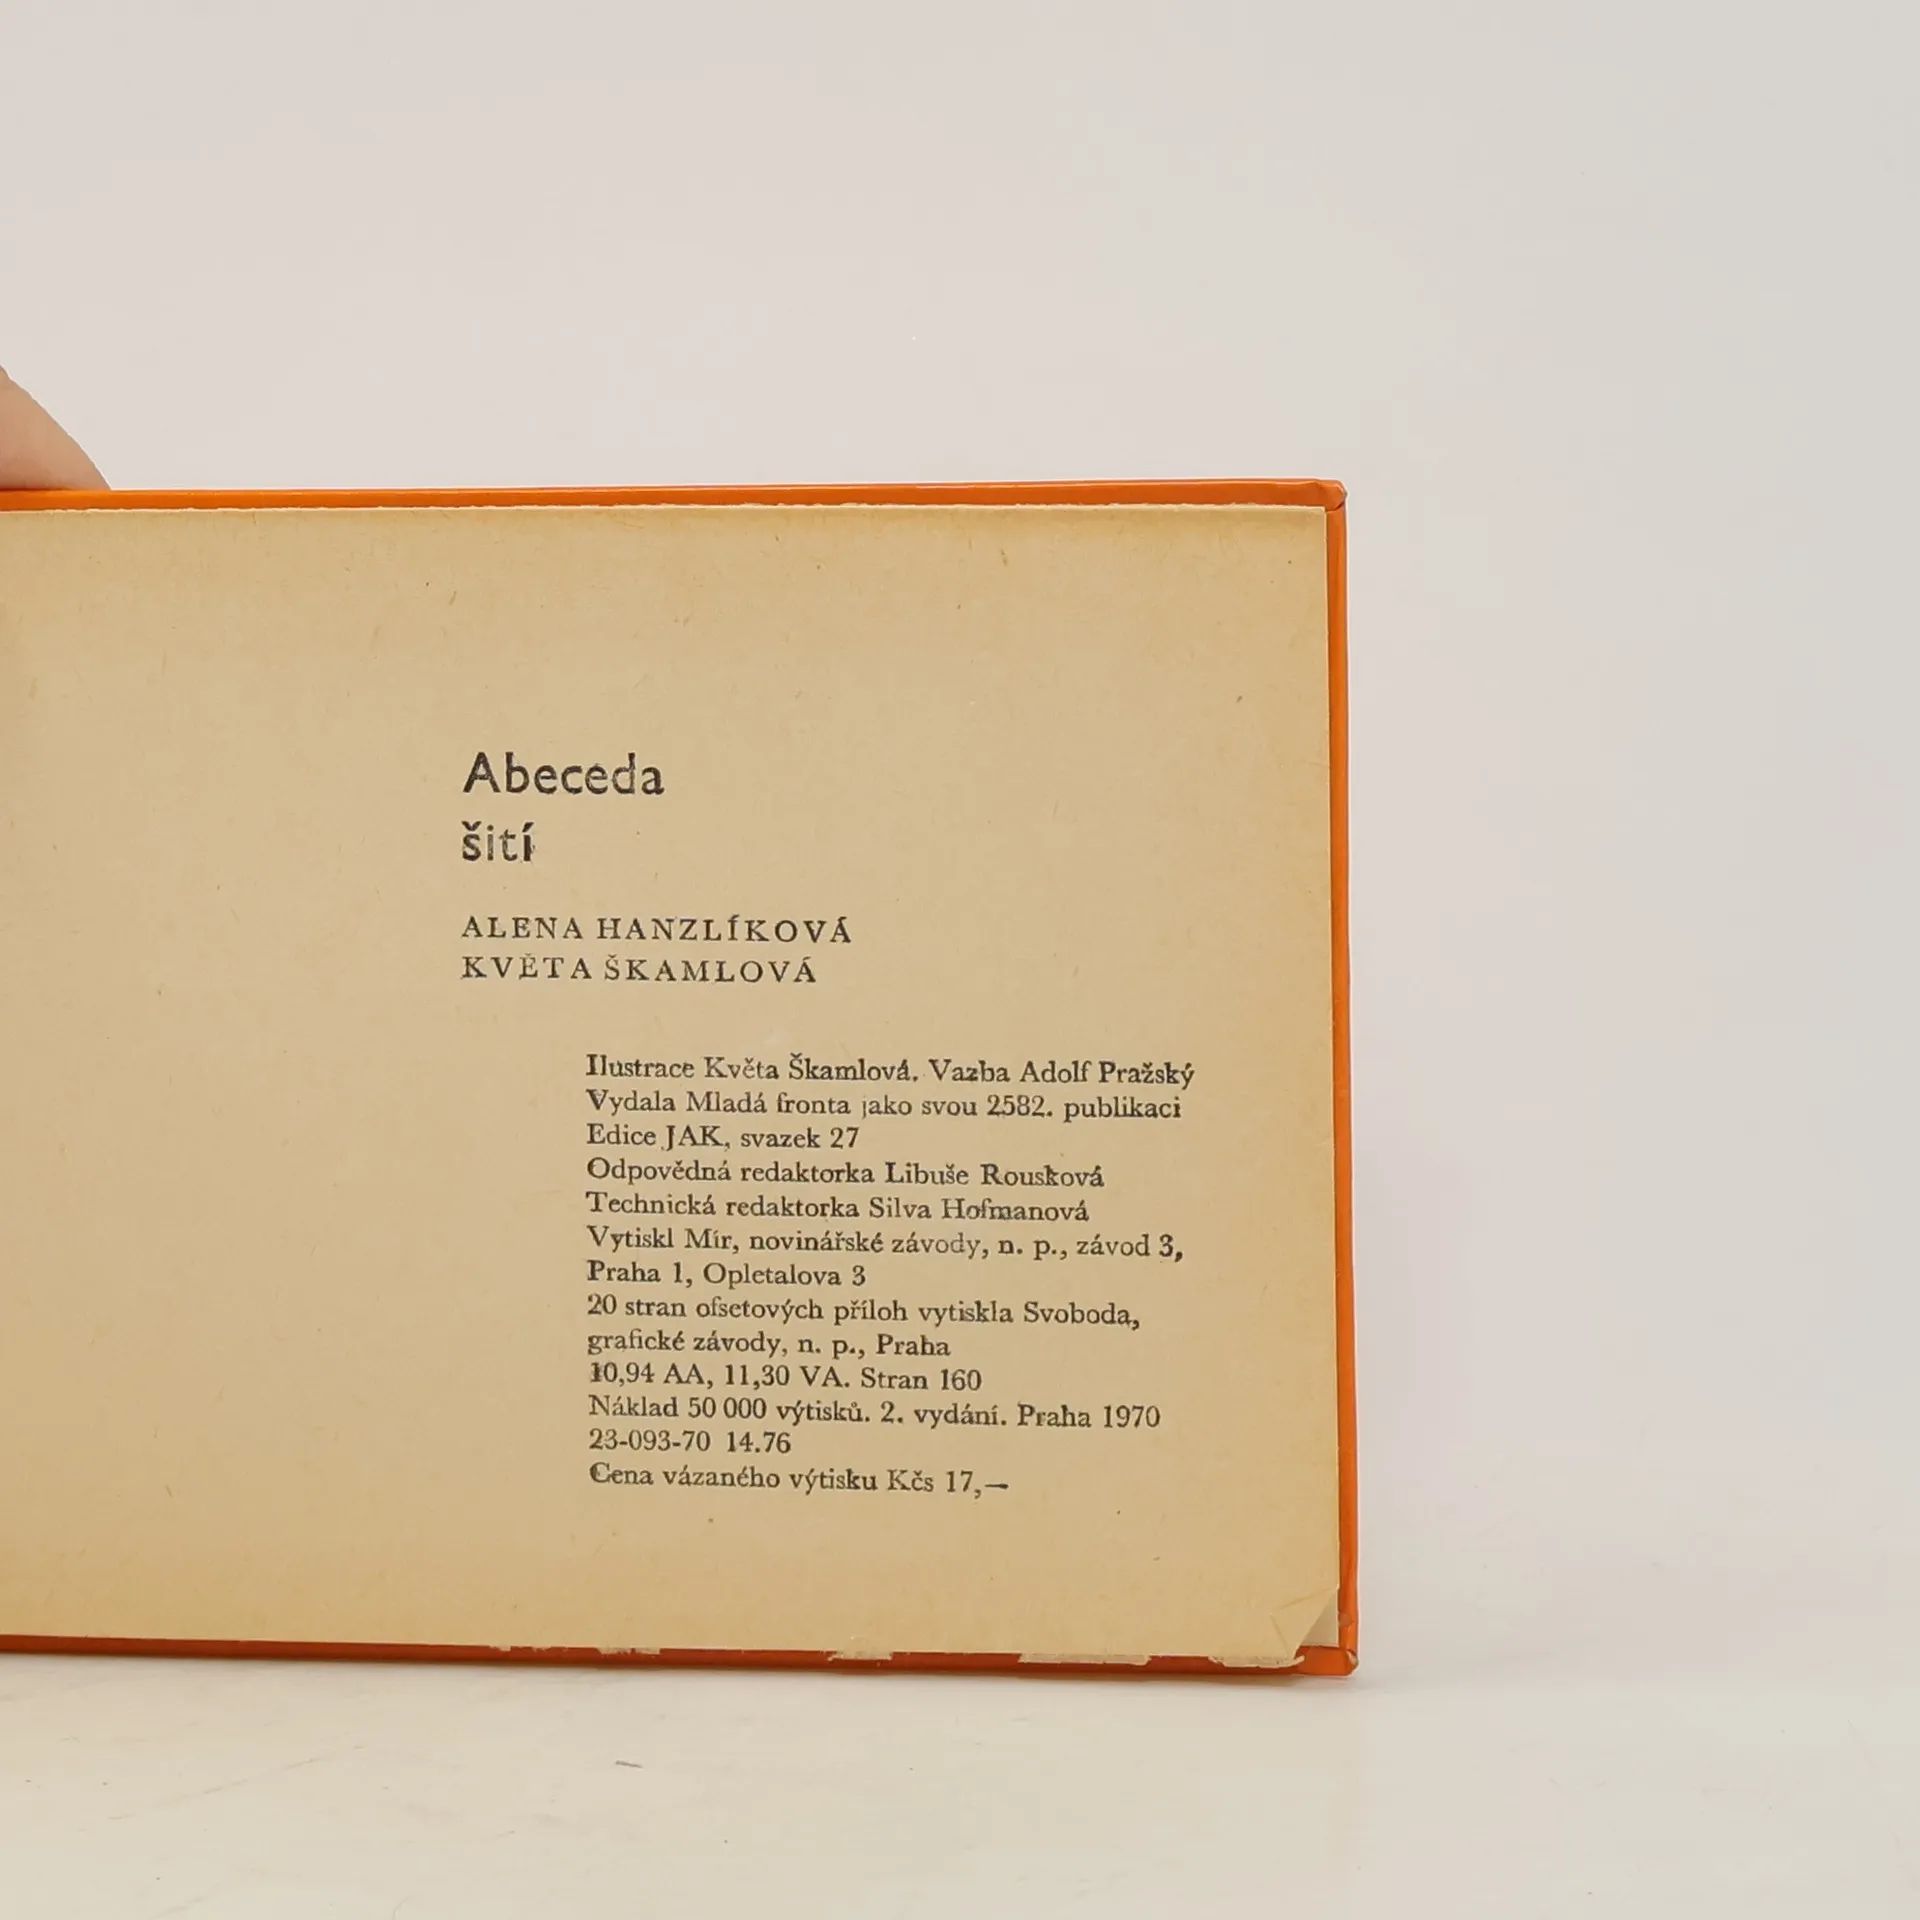 Abeceda
šití
ALENA HANZLÍKOVÁ
KVĚTA ŠKAMLOVÁ
Ilustrace Květa Škamlová. Vazba Adolf Pražský
Vydala Mladá fronta jako svou 2582. publikaci
Edice JAK, svazek 27
Odpovědná redaktorka Libuše Rousková
Technická redaktorka Silva Hofmanová
Vytiskl Mír, novinářské závody, n. p., závod 3,
Praha 1, Opletalova 3
20 stran ofsetových příloh vytiskla Svoboda,
grafické závody, n. p., Praha
10,94 AA, 11,30 VA. Stran 160
Náklad 50 000 výtisků. 2. vydání. Praha 1970
23-093-70 14.76
Cena vázaného výtisku Kčs 17,—